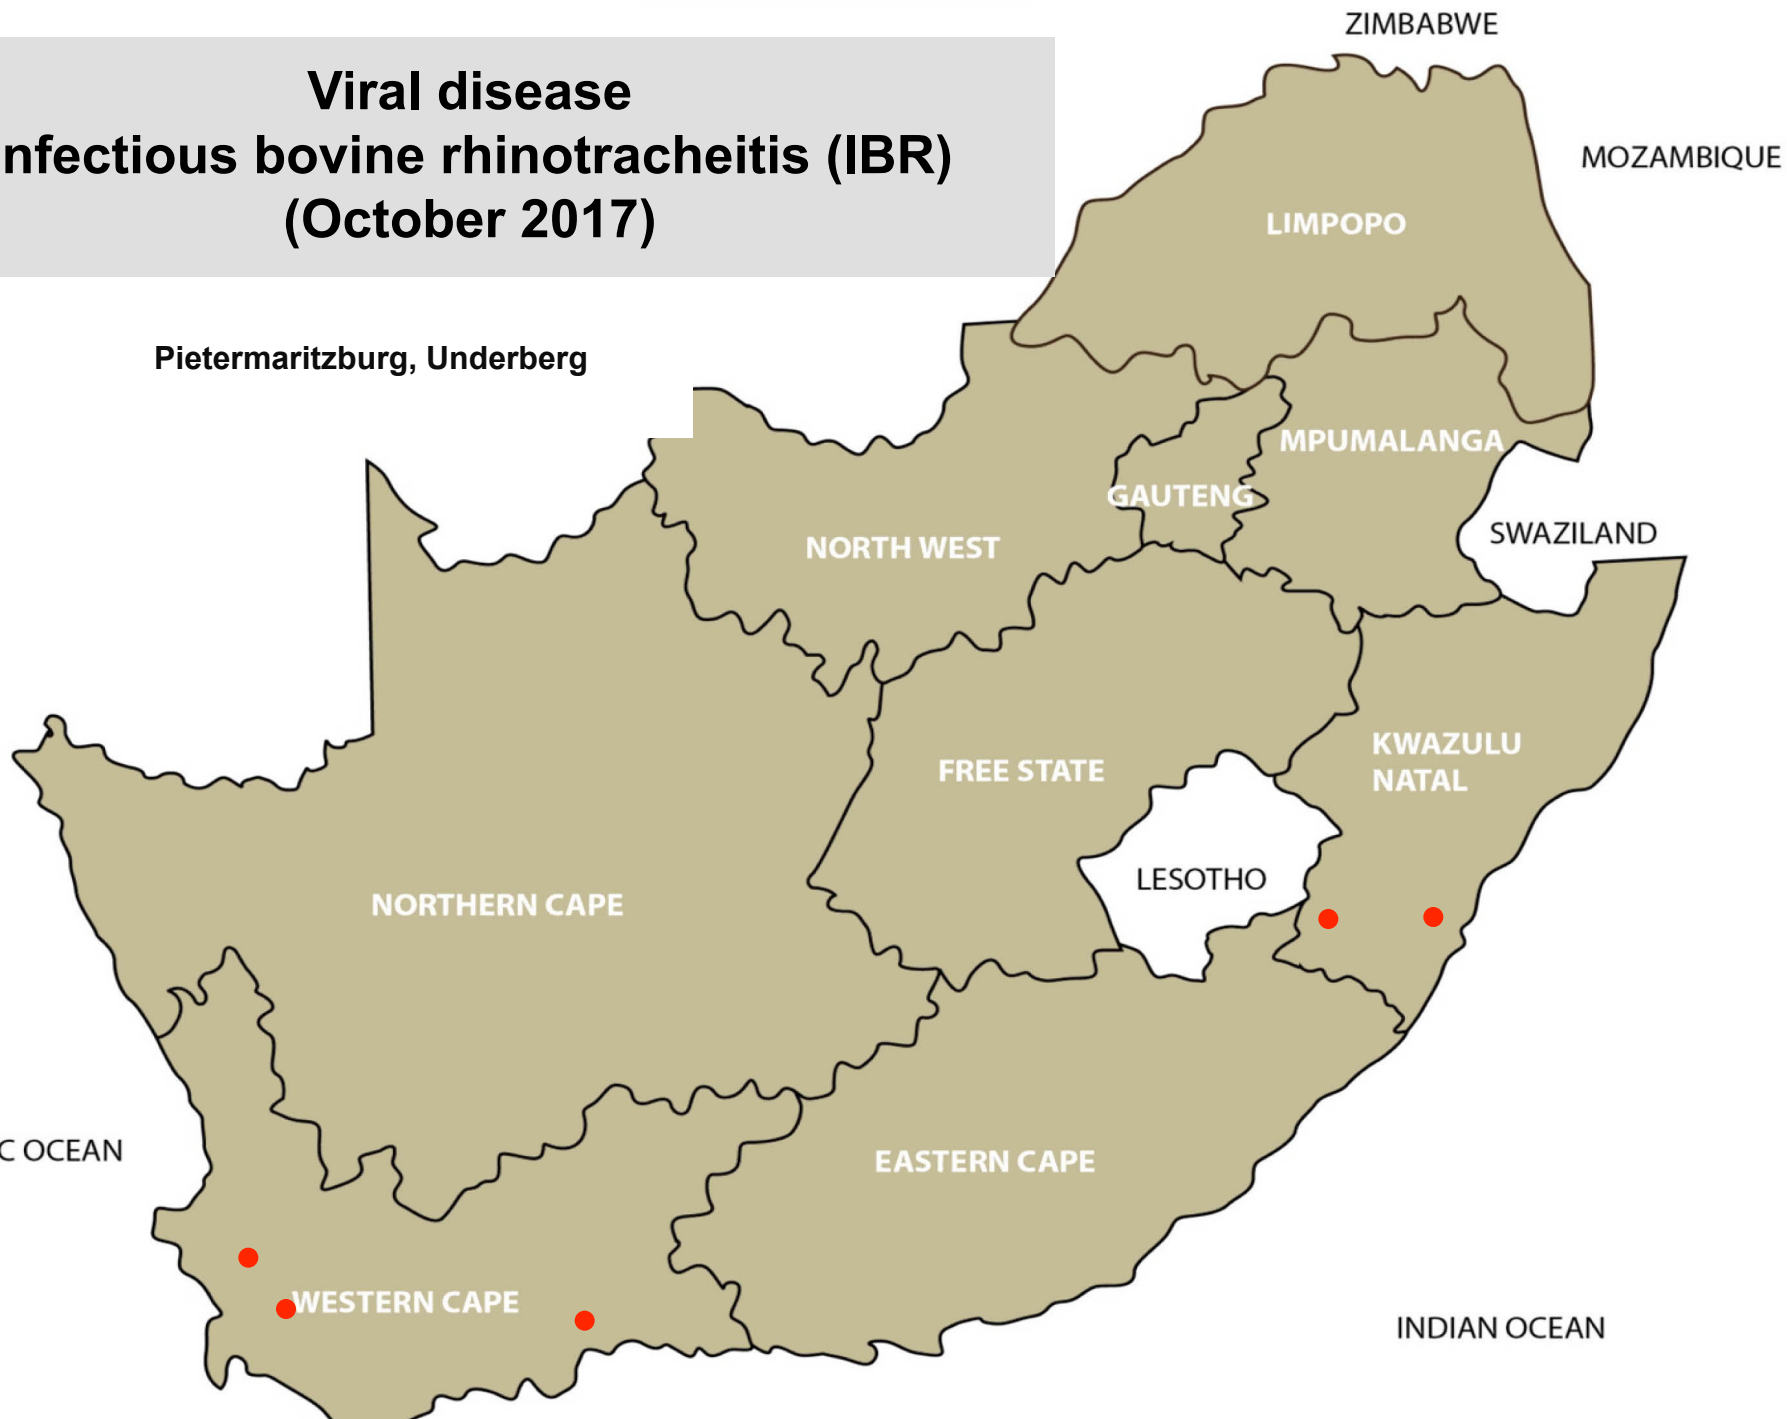 ZIMBABWE
Viral disease
nfectious bovine rhinotracheitis (IBR)
(October 2017)
MOZAMBIQUE
LIMPOPO
Pietermaritzburg, Underberg
MPUMALANGA
GAUTENG
SWAZILAND
NORTH WEST
KWAZULU
NATAL
FREE STATE
LESOTHO
NORTHERN CAPE
C OCEAN
EASTERN CAPE
WESTERN CAPE
INDIAN OCEAN